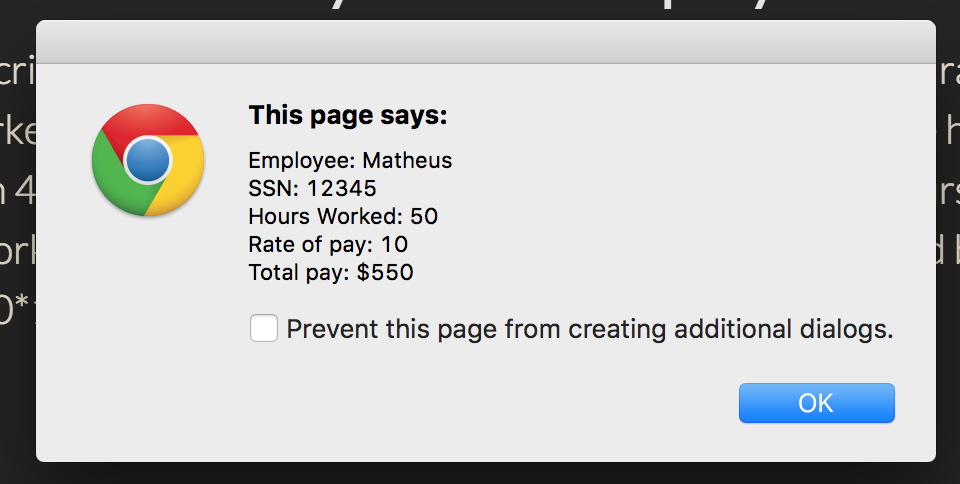 This page says:
Employee: Matheus
SSN: 12345
Hours Worked: 50
Rate of pay: 10
Total pay: $550
Prevent this page from creating additional dialogs.
OK